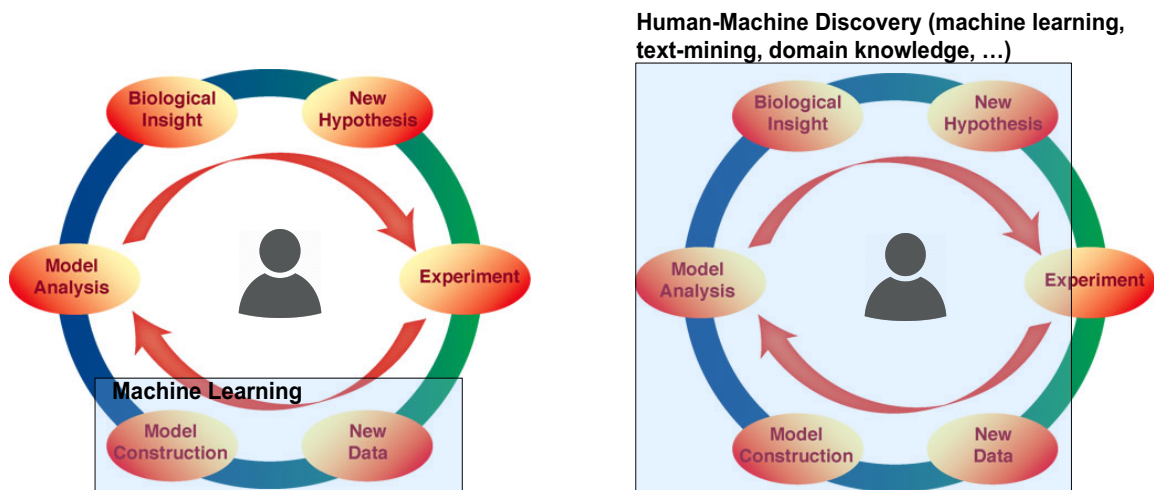 Biological
Insight
New
Hypothesis
Model
Analysis
Experiment
Machine Learning
Model
Construction
New
Data
Human-Machine Discovery (machine learning,
text-mining, domain knowledge, …)
Biological
Insight
New
Hypothesis
Model
Analysis
Experiment
Model
Construction
New
Data